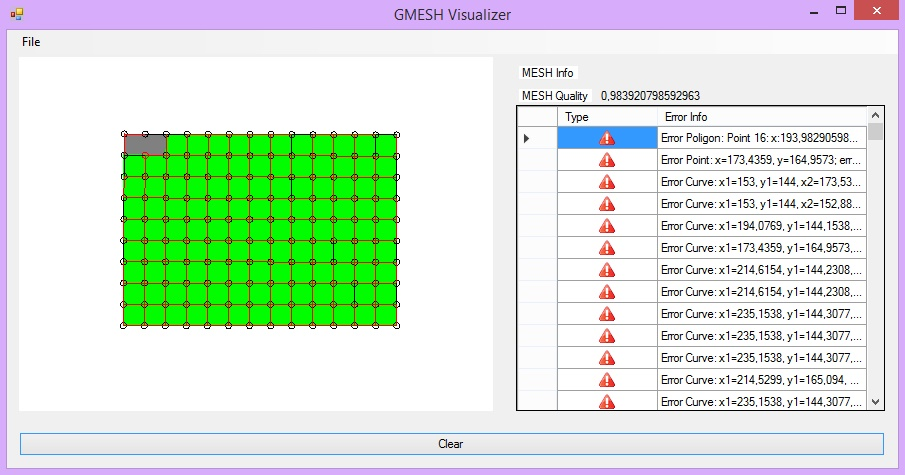 GMESH Visualizer
File
MESH Info
MESH Quality 0,983920798592963
Type Error Info
Error Poligon: Point 16: x:193,98290598...
Error Point: x=173,4359, y=164,9573; err...
Error Curve: x1=153, y1=144, x2=173,53...
Error Curve: x1=153, y1=144, x2=152,88...
Error Curve: x1=194,0769, y1=144,1538,...
Error Curve: x1=173,4359, y1=164,9573,...
Error Curve: x1=214,6154, y1=144,2308,...
Error Curve: x1=214,6154, y1=144,2308,...
Error Curve: x1=235,1538, y1=144,3077,...
Error Curve: x1=235,1538, y1=144,3077,...
Error Curve: x1=235,1538, y1=144,3077,...
Error Curve: x1=214,5299, y1=165,094, ...
Error Curve: x1=235,1538, y1=144,3077,...
Clear